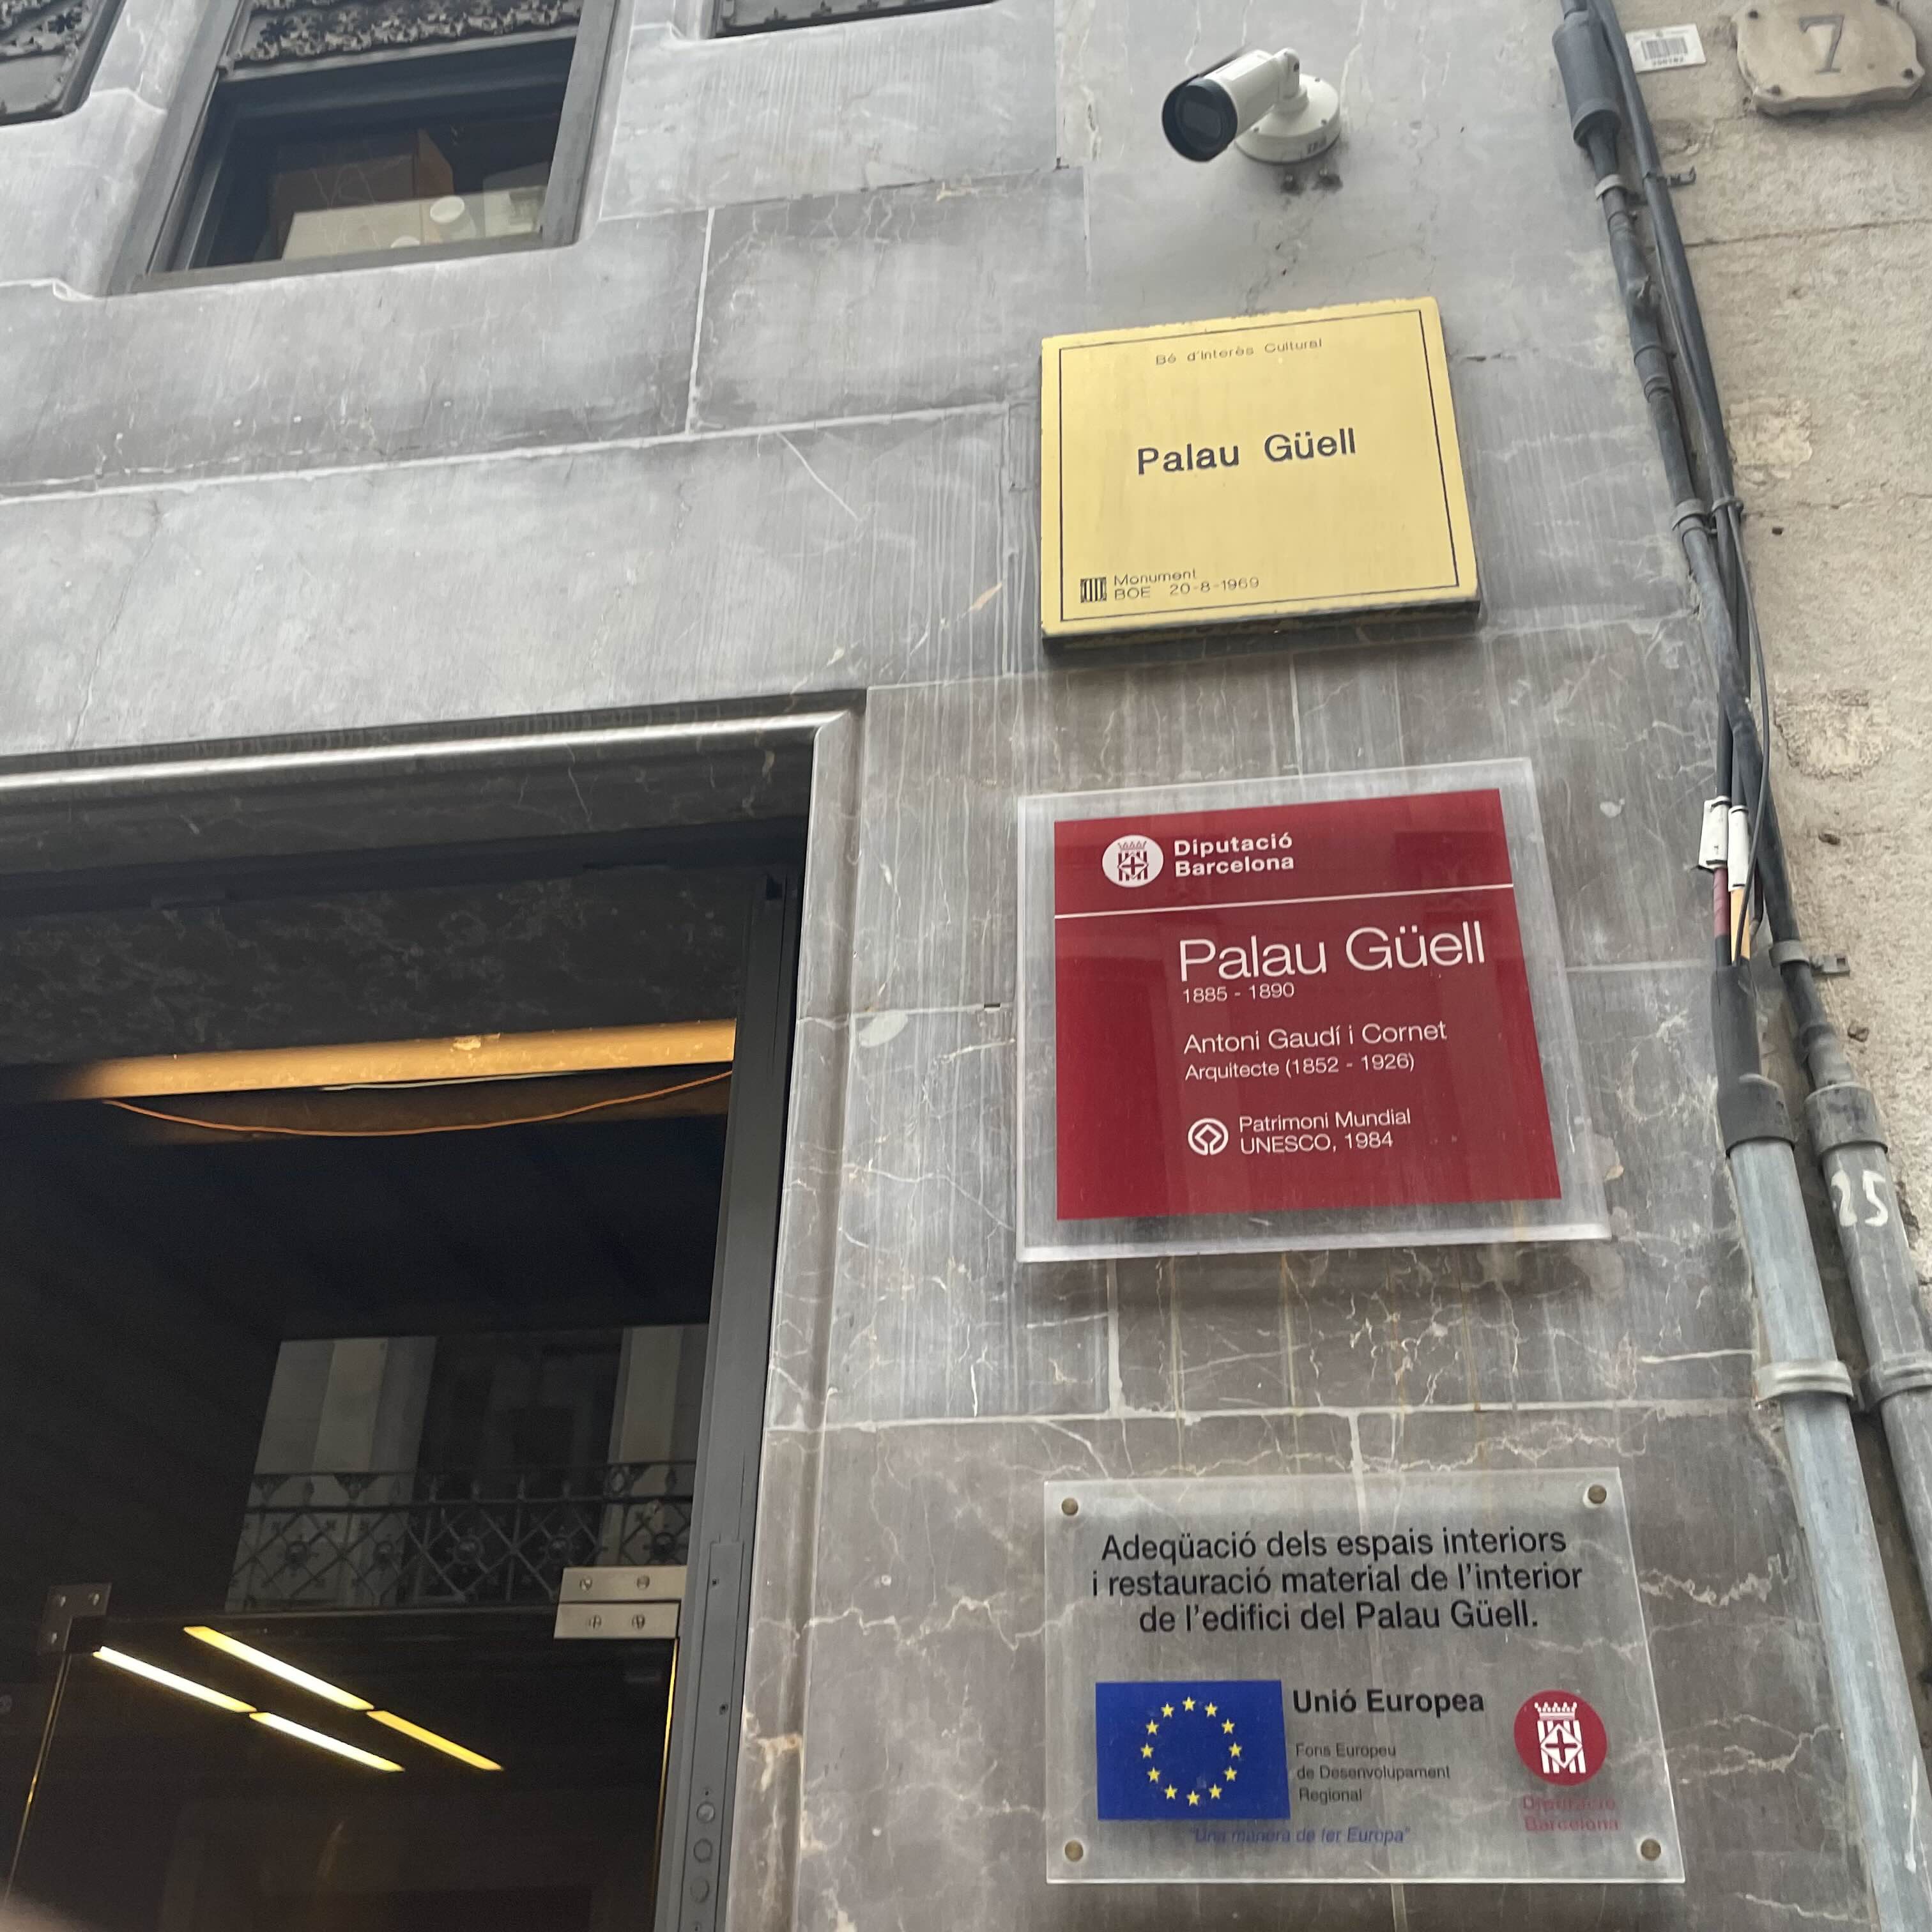 7
Bé d'interès Cultural
Palau Güell
Monument
BOE 20-8-1969
Diputació
Barcelona
Palau Güell
1885 - 1890
Antoni Gaudí i Cornet
Arquitecte (1852 - 1926)
Patrimoni Mundial
UNESCO, 1984
25
Adeqüació dels espais interiors
i restauració material de l'interior
de l'edifici del Palau Güell.
Unió Europea
Fons Europeu
de Desenvolupament
Regional
Diputació
Barcelona
"Una manera de fer Europa"